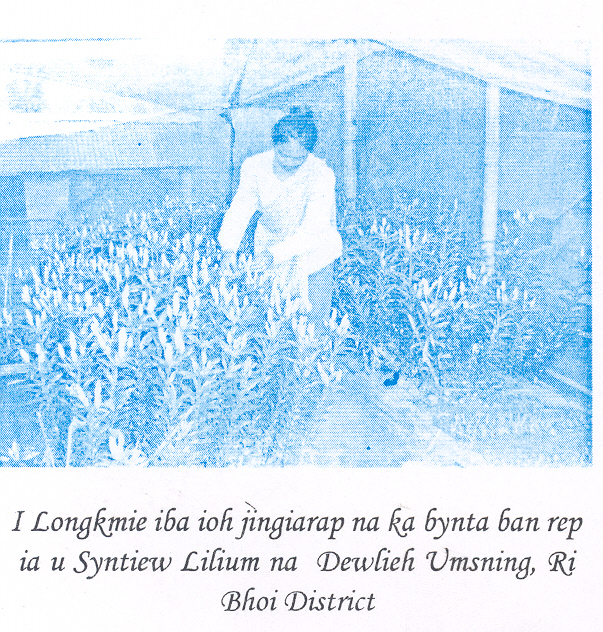 I Longkmie iba ioh jingiarap na ka bynta ban rep
ia u Syntiew Lilium na Dewlieh Umsning, Ri
Bhoi District